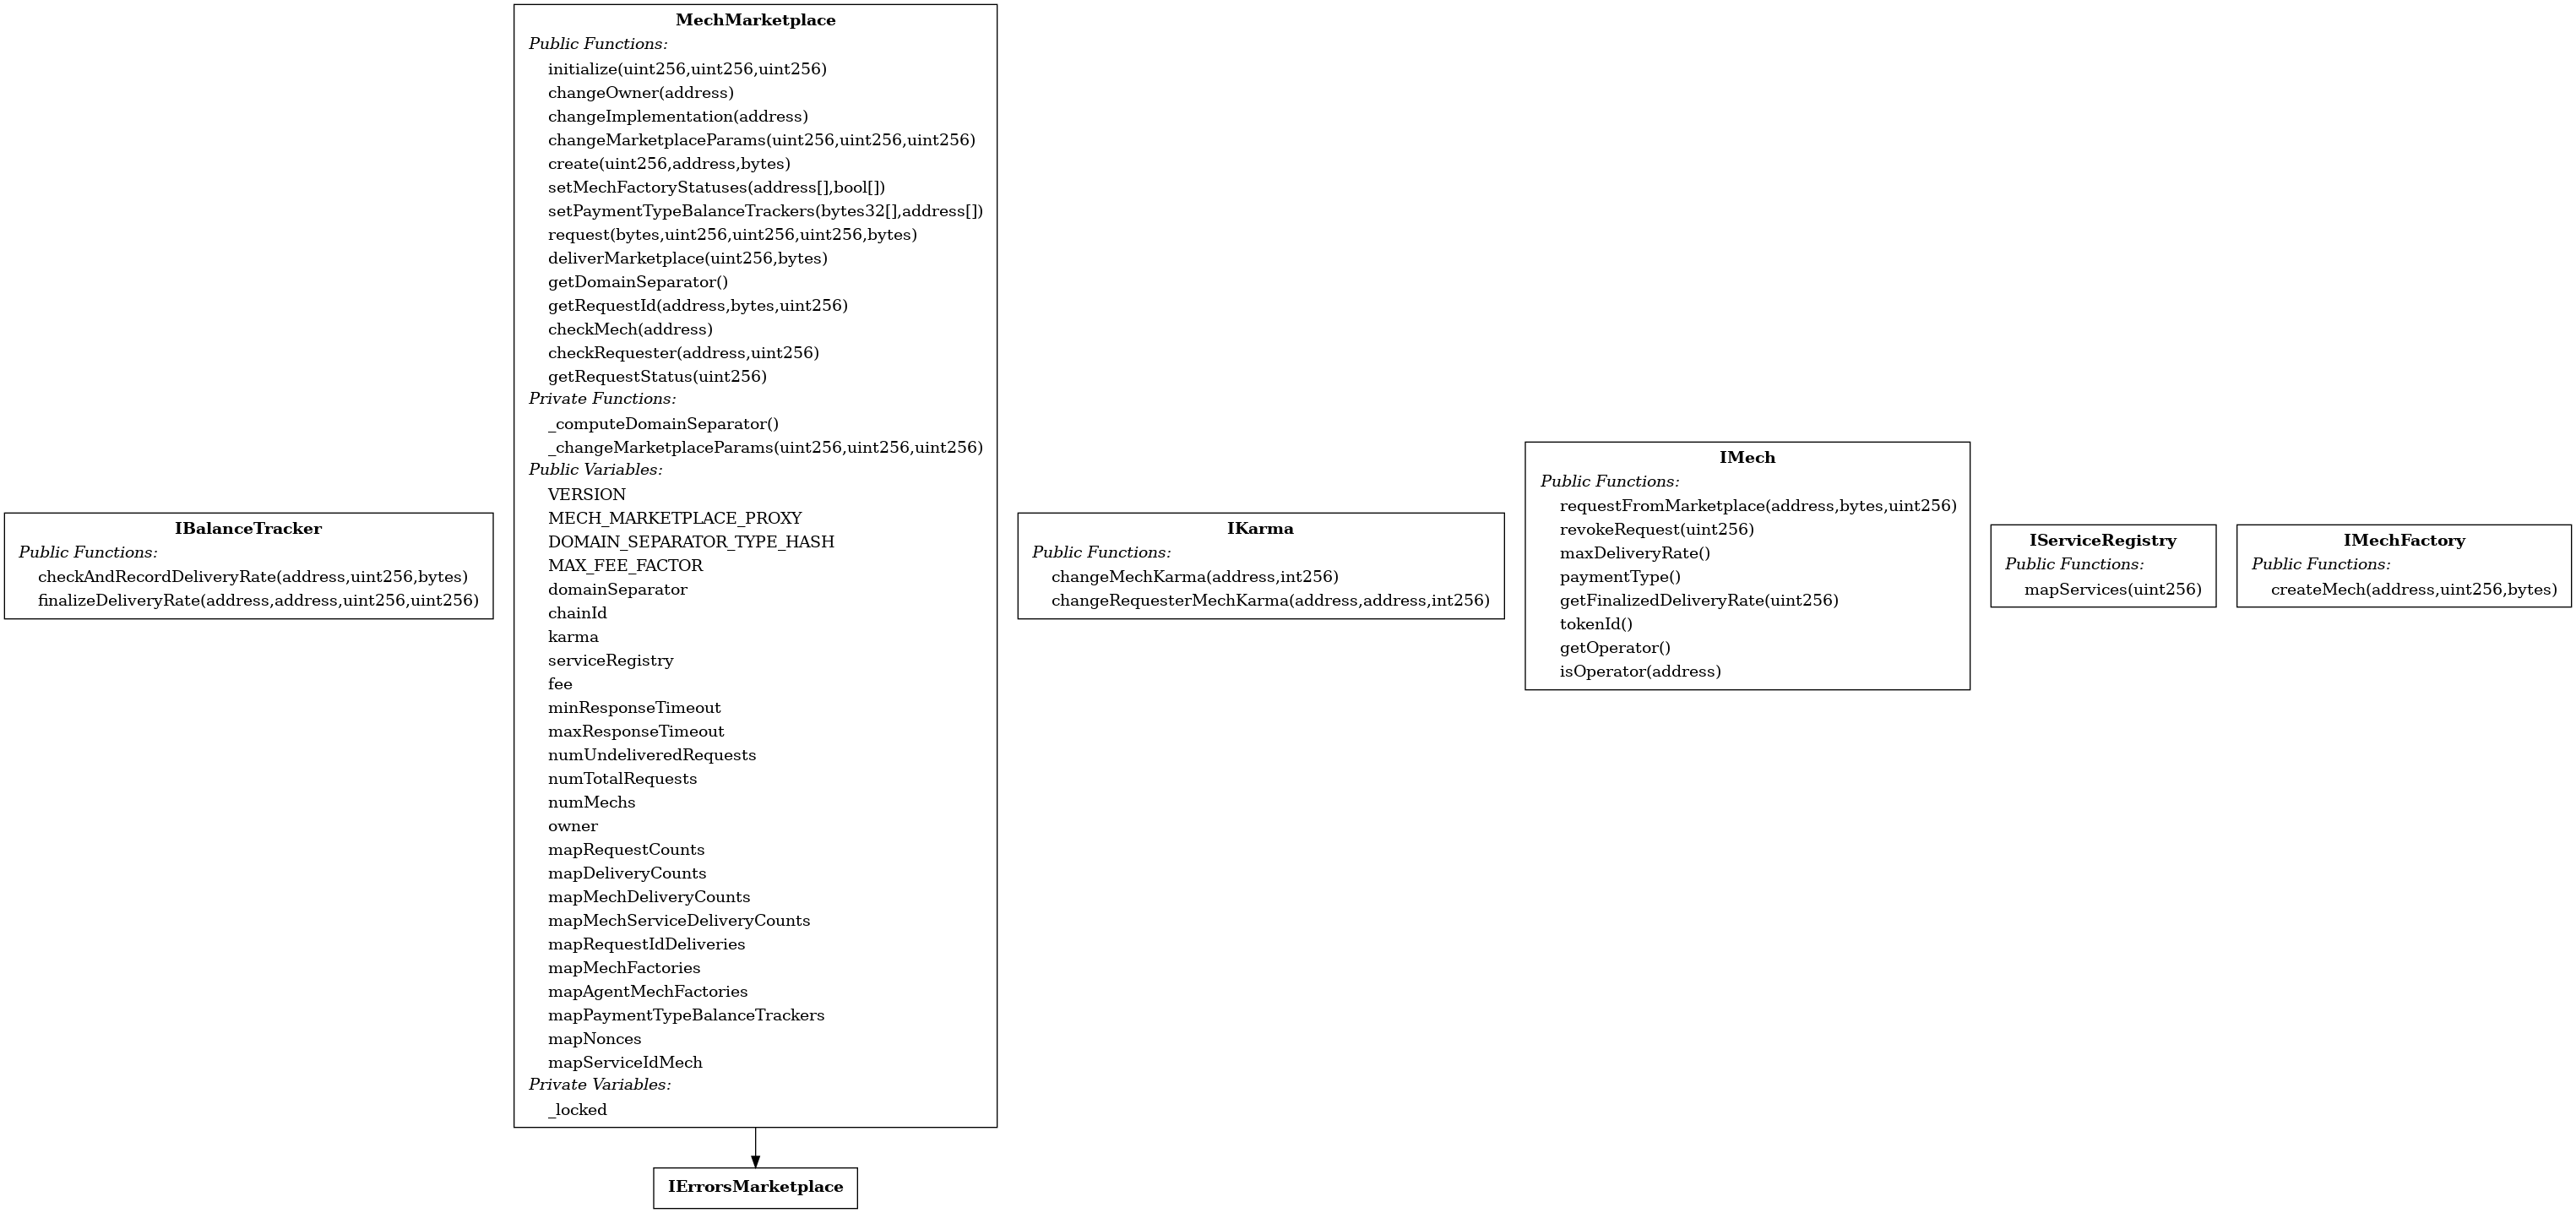 IBalanceTracker
Public Functions:
checkAndRecordDeliveryRate(address,uint256,bytes)
finalizeDeliveryRate(address,address,uint256,uint256)
MechMarketplace
Public Functions:
initialize(uint256,uint256,uint256)
changeOwner(address)
changeImplementation(address)
changeMarketplaceParams(uint256,uint256,uint256)
create(uint256,address,bytes)
setMechFactoryStatuses(address[],bool[])
setPaymentTypeBalanceTrackers(bytes32[],address[])
request(bytes,uint256,uint256,uint256,bytes)
deliverMarketplace(uint256,bytes)
getDomainSeparator()
getRequestId(address,bytes,uint256)
checkMech(address)
checkRequester(address,uint256)
getRequestStatus(uint256)
Private Functions:
_computeDomainSeparator()
_changeMarketplaceParams(uint256,uint256,uint256)
Public Variables:
VERSION
MECH_MARKETPLACE_PROXY
DOMAIN_SEPARATOR_TYPE_HASH
MAX_FEE_FACTOR
domainSeparator
chainId
karma
serviceRegistry
fee
minResponseTimeout
maxResponseTimeout
numUndeliveredRequests
numTotalRequests
numMechs
owner
mapRequestCounts
mapDeliveryCounts
mapMechDeliveryCounts
mapMechServiceDeliveryCounts
mapRequestIdDeliveries
mapMechFactories
mapAgentMechFactories
mapPaymentTypeBalanceTrackers
mapNonces
mapServiceIdMech
Private Variables:
_locked
IErrorsMarketplace
IKarma
Public Functions:
changeMechKarma(address,int256)
changeRequesterMechKarma(address,address,int256)
IMech
Public Functions:
requestFromMarketplace(address,bytes,uint256)
revokeRequest(uint256)
maxDeliveryRate()
paymentType()
getFinalizedDeliveryRate(uint256)
tokenId()
getOperator()
isOperator(address)
IServiceRegistry
Public Functions:
mapServices(uint256)
IMechFactory
Public Functions:
createMech(address,uint256,bytes)